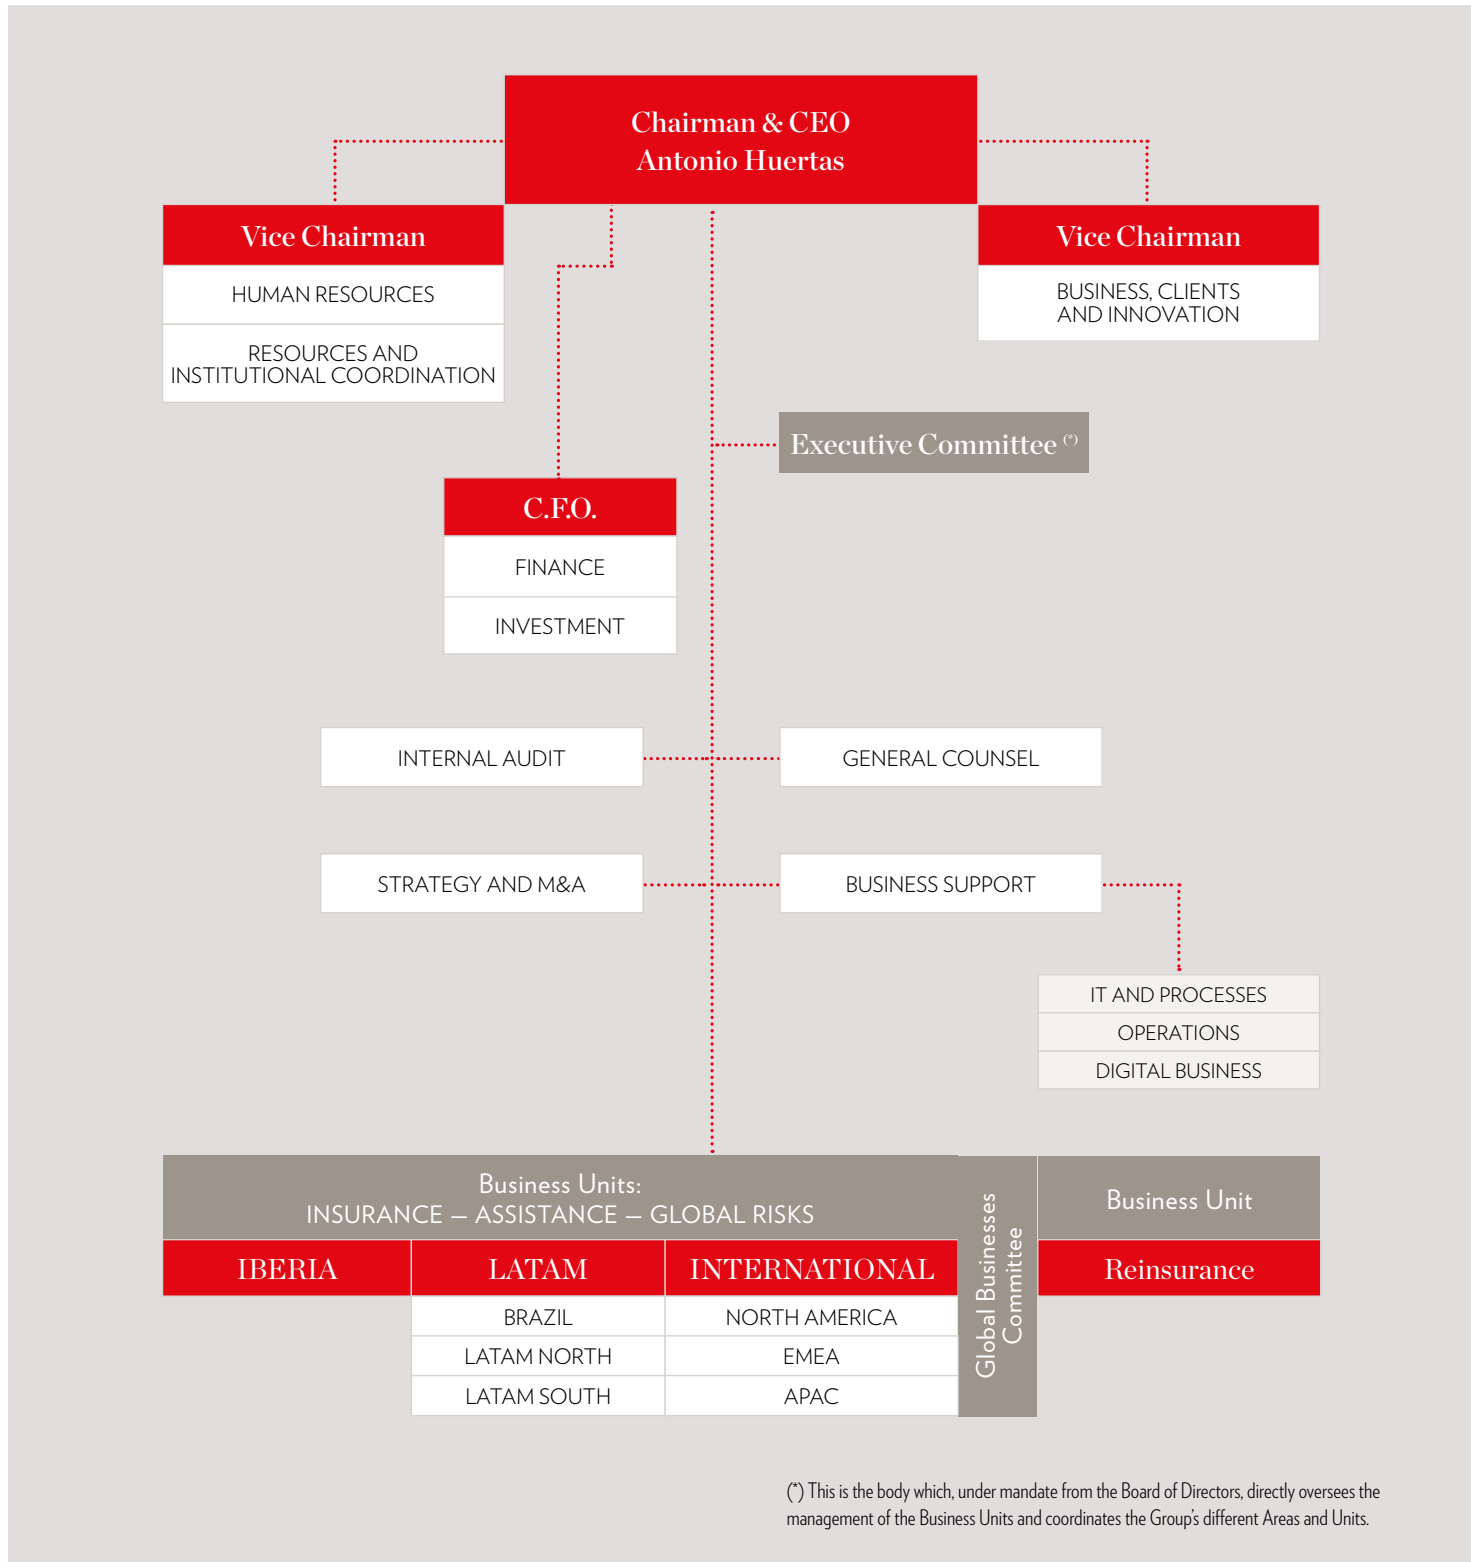 Chairman & CEO
Antonio Huertas
Vice Chairman
HUMAN RESOURCES
RESOURCES AND
INSTITUTIONAL COORDINATION
Vice Chairman
BUSINESS, CLIENTS
AND INNOVATION
Executive Committee (*)
C.F.O.
FINANCE
INVESTMENT
INTERNAL AUDIT
GENERAL COUNSEL
STRATEGY AND M&A
BUSINESS SUPPORT
IT AND PROCESSES
OPERATIONS
DIGITAL BUSINESS
Business Units:
INSURANCE — ASSISTANCE — GLOBAL RISKS
IBERIA
LATAM
BRAZIL
LATAM NORTH
LATAM SOUTH
INTERNATIONAL
NORTH AMERICA
EMEA
APAC
Global Businesses
Committee
Business Unit
Reinsurance
(*) This is the body which, under mandate from the Board of Directors, directly oversees the
management of the Business Units and coordinates the Group's different Areas and Units.